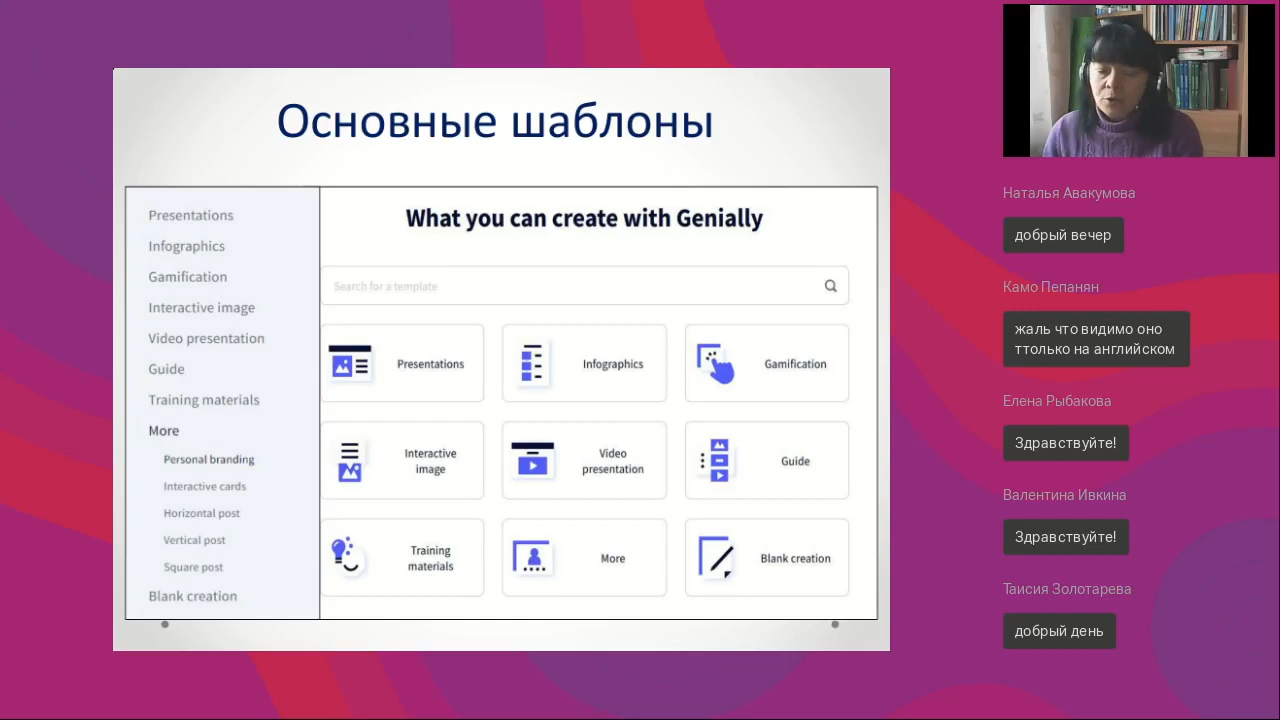 Основные шаблоны
Presentations
Infographics
Gamification
Interactive image
Video presentation
Guide
Training materials
More
Personal branding
Interactive cards
Horizontal post
Vertical post
Square post
Blank creation
What you can create with Genially
Search for a template
Presentations
Infographics
Gamification
Interactive
image
Video
presentation
Guide
Training
materials
More
Blank creation
Наталья Авакумова
добрый вечер
Камо Пепанян
жаль что видимо оно
ттолько на английском
Елена Рыбакова
Здравствуйте!
Валентина Ивкина
Здравствуйте!
Таисия Золотарева
добрый день